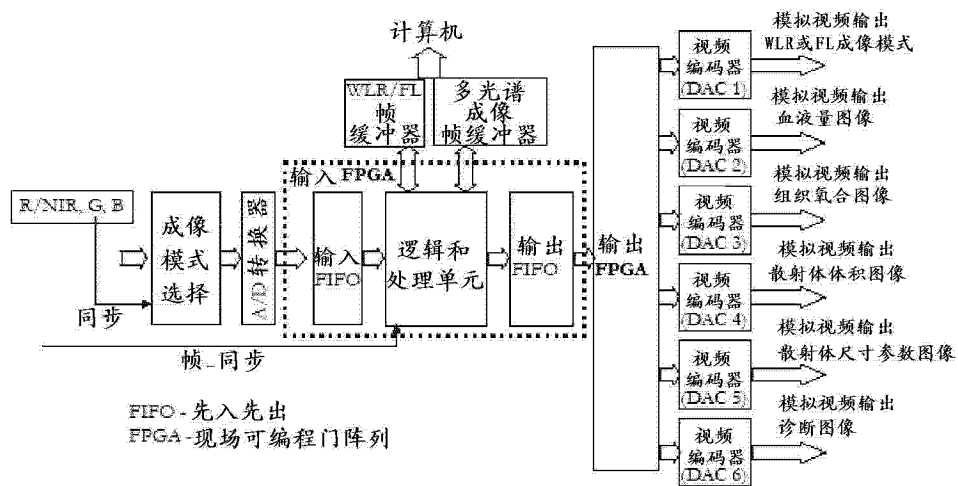 计算机
WLR/FL
帧
缓冲器
多光谱
成像
帧缓冲器
R/NIR, G, B
同步
成像
模式
选择
A/D转换器
输入FPGA
输入
FIFO
逻辑和
处理单元
输出
FIFO
帧_同步
FIFO - 先入先出
FPGA - 现场可编程门阵列
输出
FPGA
视频
编码器
(DAC 1)
模拟视频输出
WLR或FL成像模式
视频
编码器
(DAC 2)
模拟视频输出
血液量图像
视频
编码器
(DAC 3)
模拟视频输出
组织氧合图像
视频
编码器
(DAC 4)
模拟视频输出
散射体体积图像
视频
编码器
(DAC 5)
模拟视频输出
散射体尺寸参数图像
视频
编码器
(DAC 6)
模拟视频输出
诊断图像